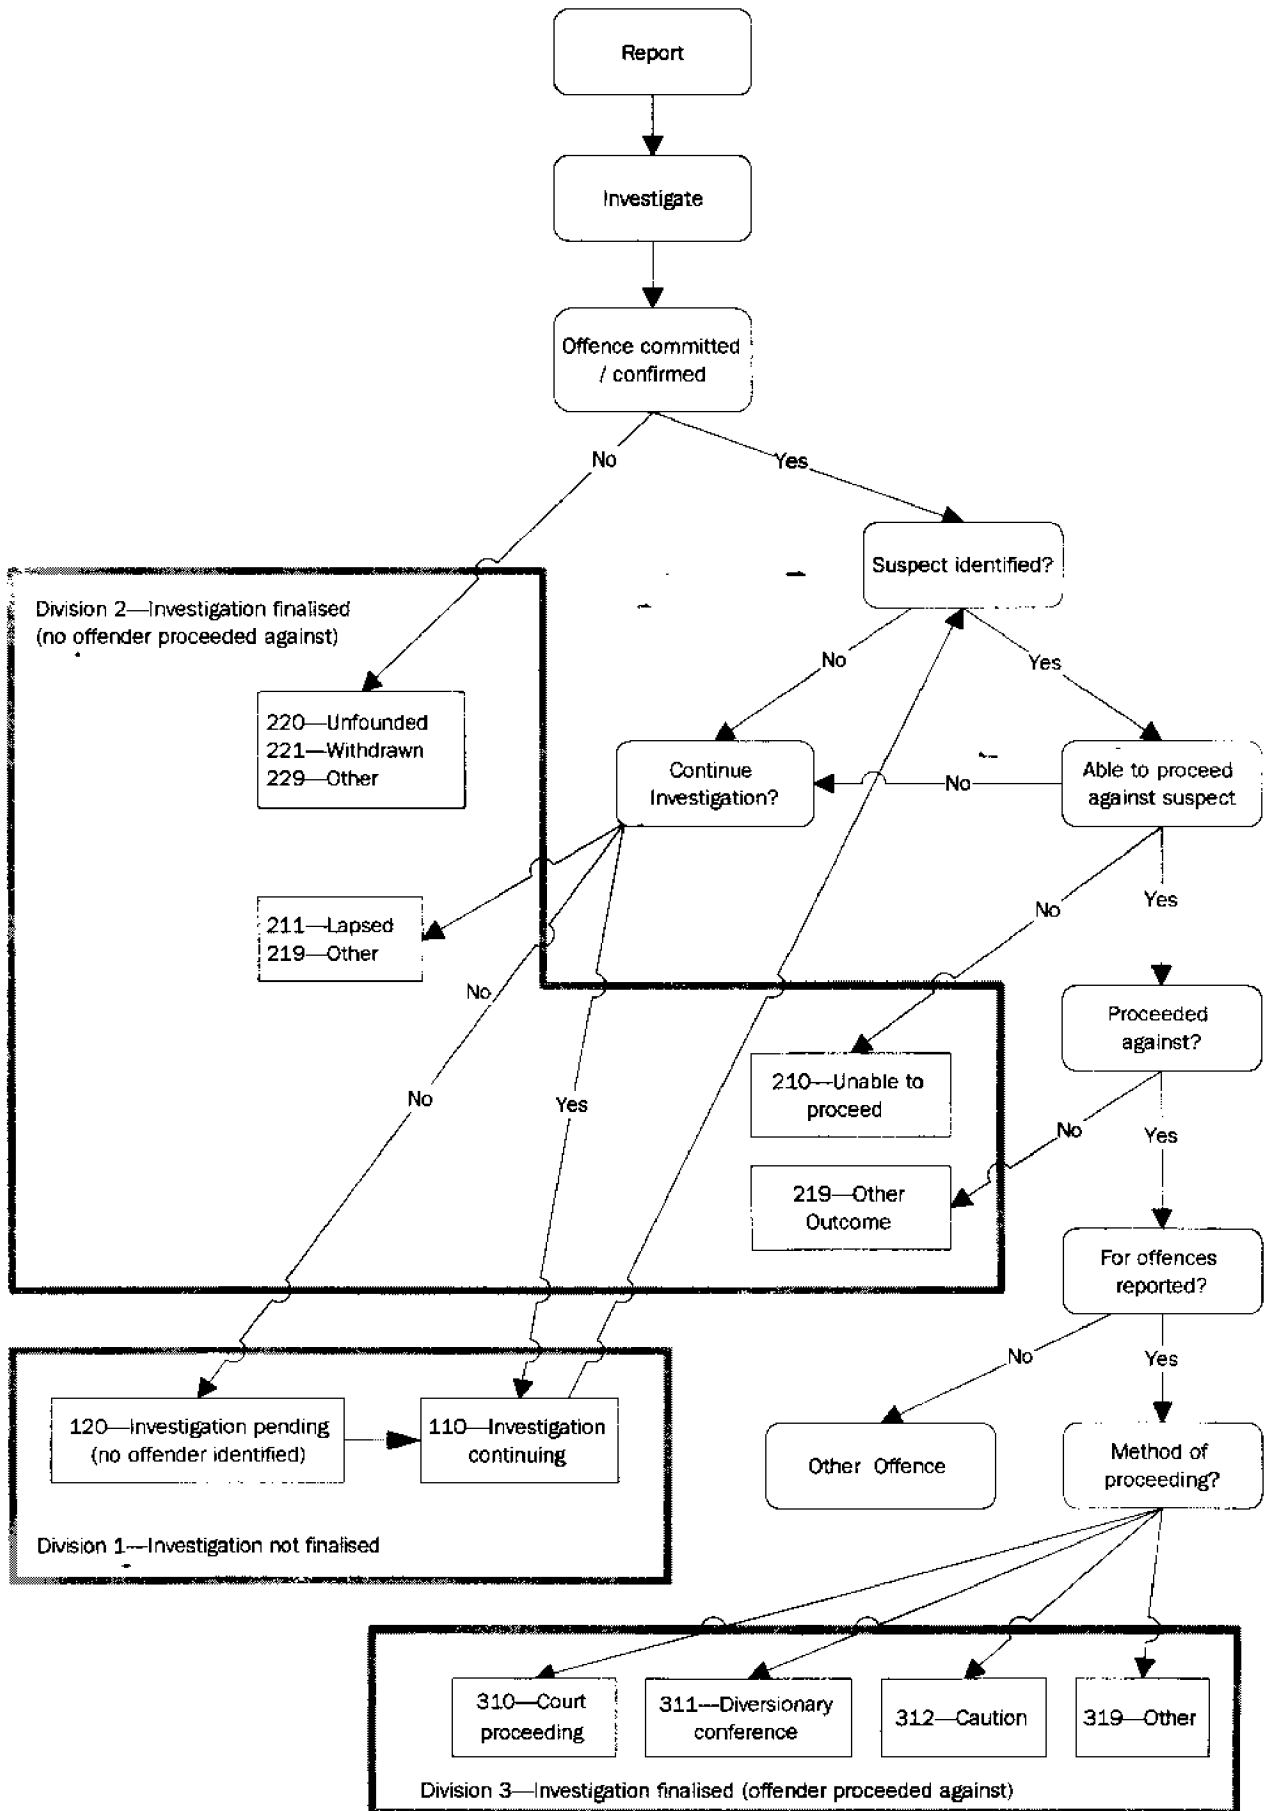 Report
Investigate
Offence committed
/ confirmed
No
Yes
Suspect identified?
Division 2—Investigation finalised
(no offender proceeded against)
No
Yes
220—Unfounded
221—Withdrawn
229—Other
Continue
Investigation?
No
Able to proceed
against suspect
Yes
No
211—Lapsed
219—Other
No
Proceeded
against?
210—Unable to
proceed
No
Yes
No
Yes
219—Other
Outcome
For offences
reported?
No
Yes
120—Investigation pending
(no offender identified)
110—Investigation
continuing
Other Offence
Method of
proceeding?
Division 1—Investigation not finalised
310—Court
proceeding
311—Diversionary
conference
312—Caution
319—Other
Division 3—Investigation finalised (offender proceeded against)